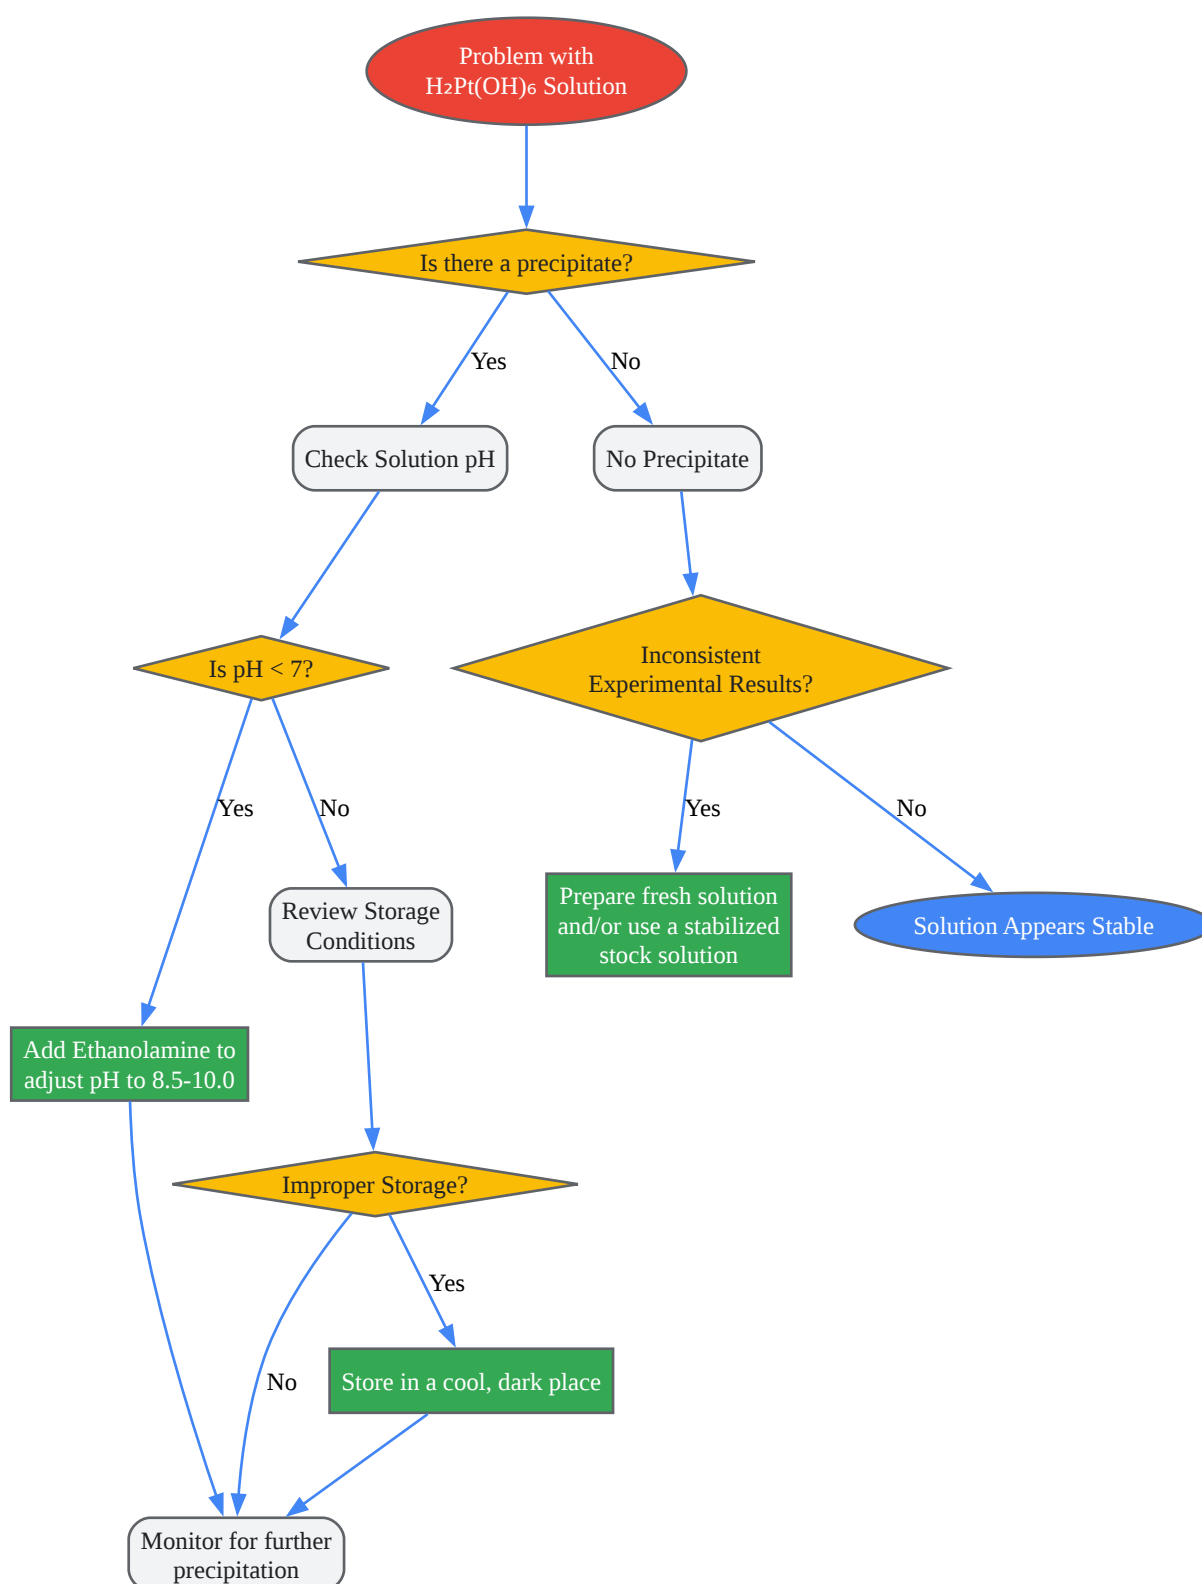 Problem with
H₂Pt(OH)₆ Solution
Is there a precipitate?
Yes
No
Check Solution pH
No Precipitate
Is pH < 7?
Inconsistent
Experimental Results?
Yes
No
Yes
No
Review Storage
Conditions
Prepare fresh solution
and/or use a stabilized
stock solution
Solution Appears Stable
Add Ethanolamine to
adjust pH to 8.5-10.0
Improper Storage?
Yes
No
Store in a cool, dark place
Monitor for further
precipitation